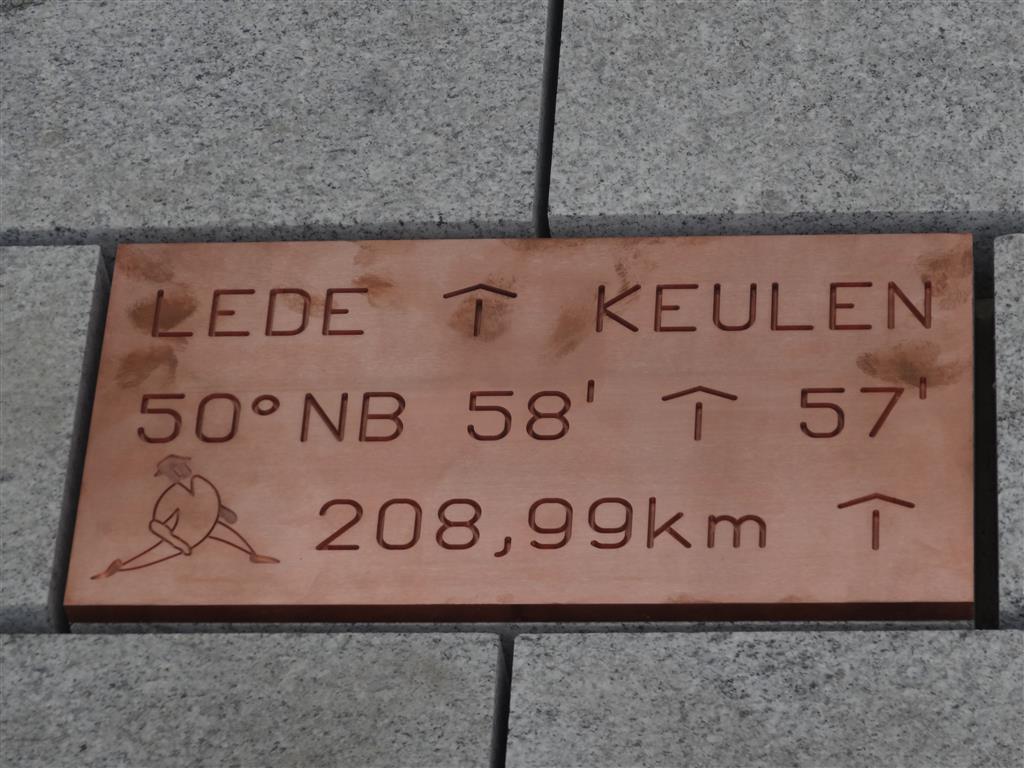 LEDE ↑ KEULEN
50° NB 58' ↑ 57'
208,99km ↑